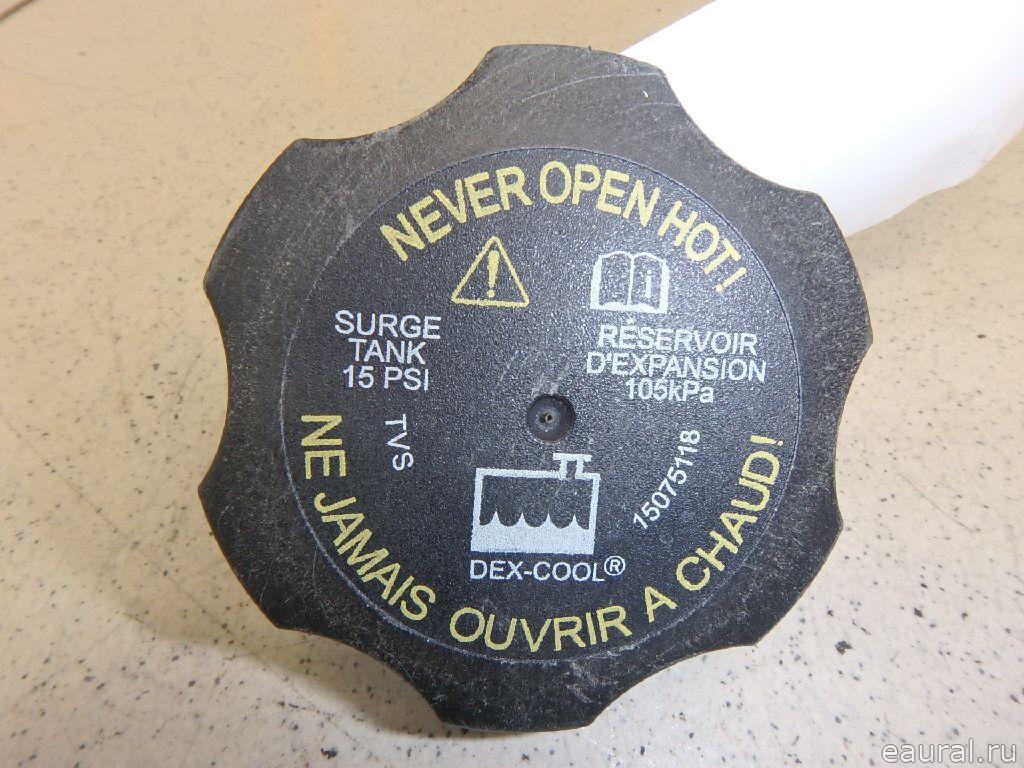 NEVER OPEN HOT!
SURGE
TANK
15 PSI
RÉSERVOIR
D'EXPANSION
105kPa
TVS
15075118
DEX-COOL®
NE JAMAIS OUVRIR A CHAUD!
eaural.ru